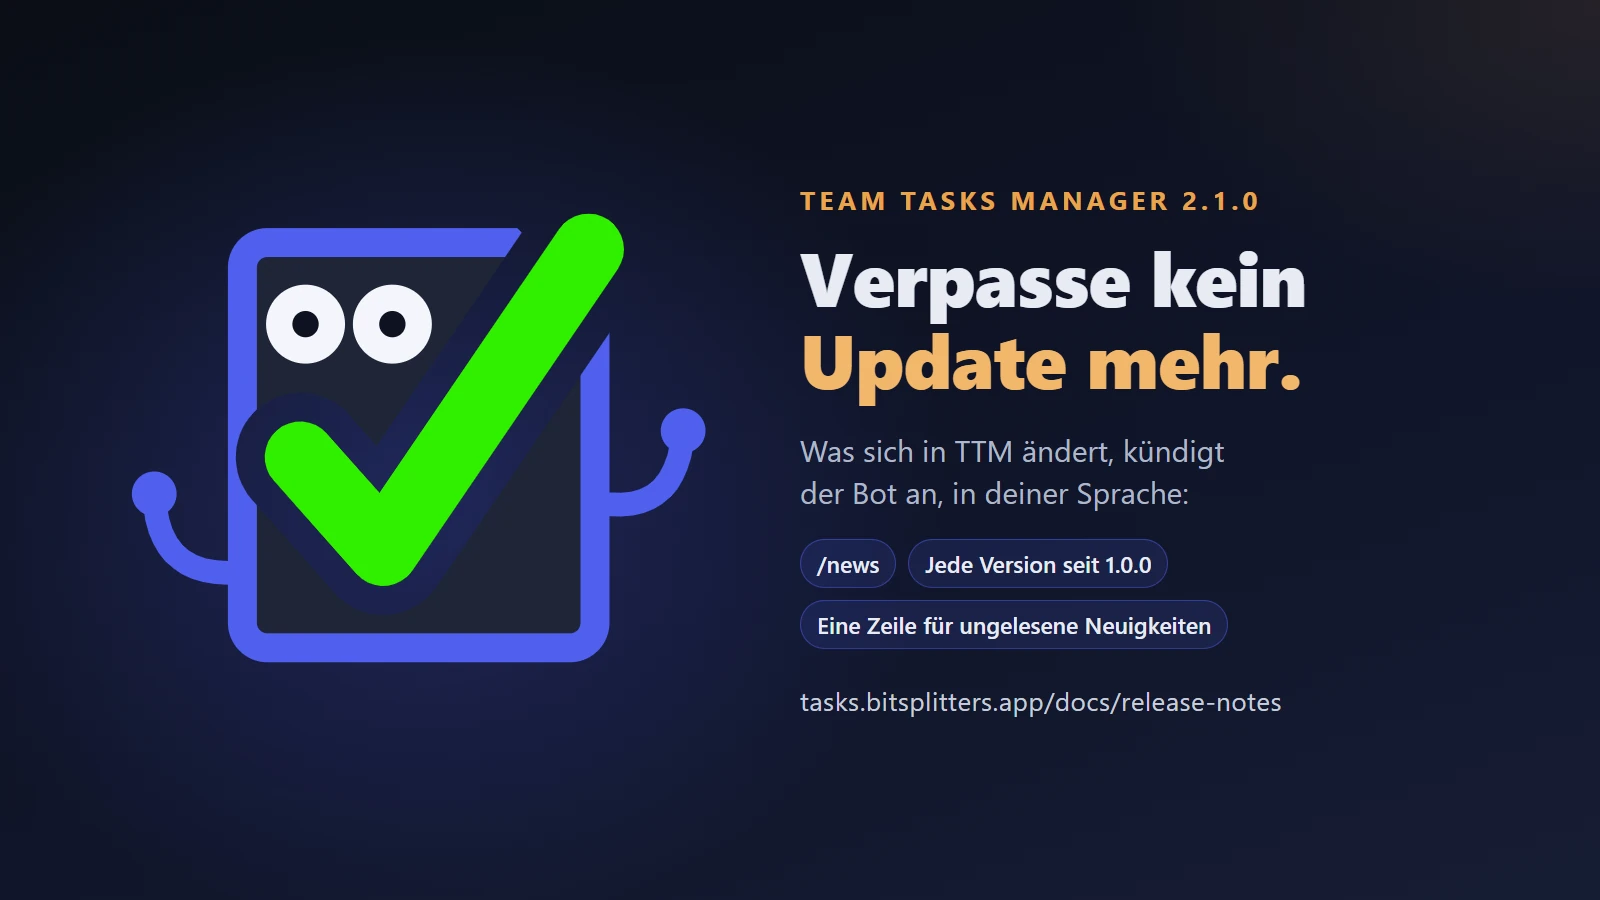 TEAM TASKS MANAGER 2.1.0
Verpasse kein
Update mehr.
Was sich in TTM ändert, kündigt
der Bot an, in deiner Sprache:
/news
Jede Version seit 1.0.0
Eine Zeile für ungelesene Neuigkeiten
tasks.bitsplitters.app/docs/release-notes